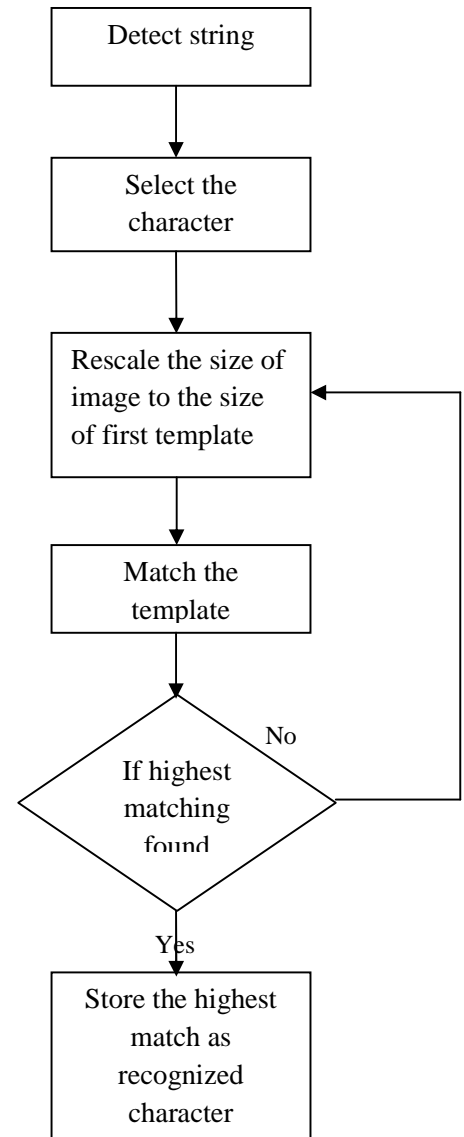 Detect string
Select the
character
Rescale the size of
image to the size
of first template
Match the
template
No
If highest
matching
found
Yes
Store the highest
match as
recognized
character